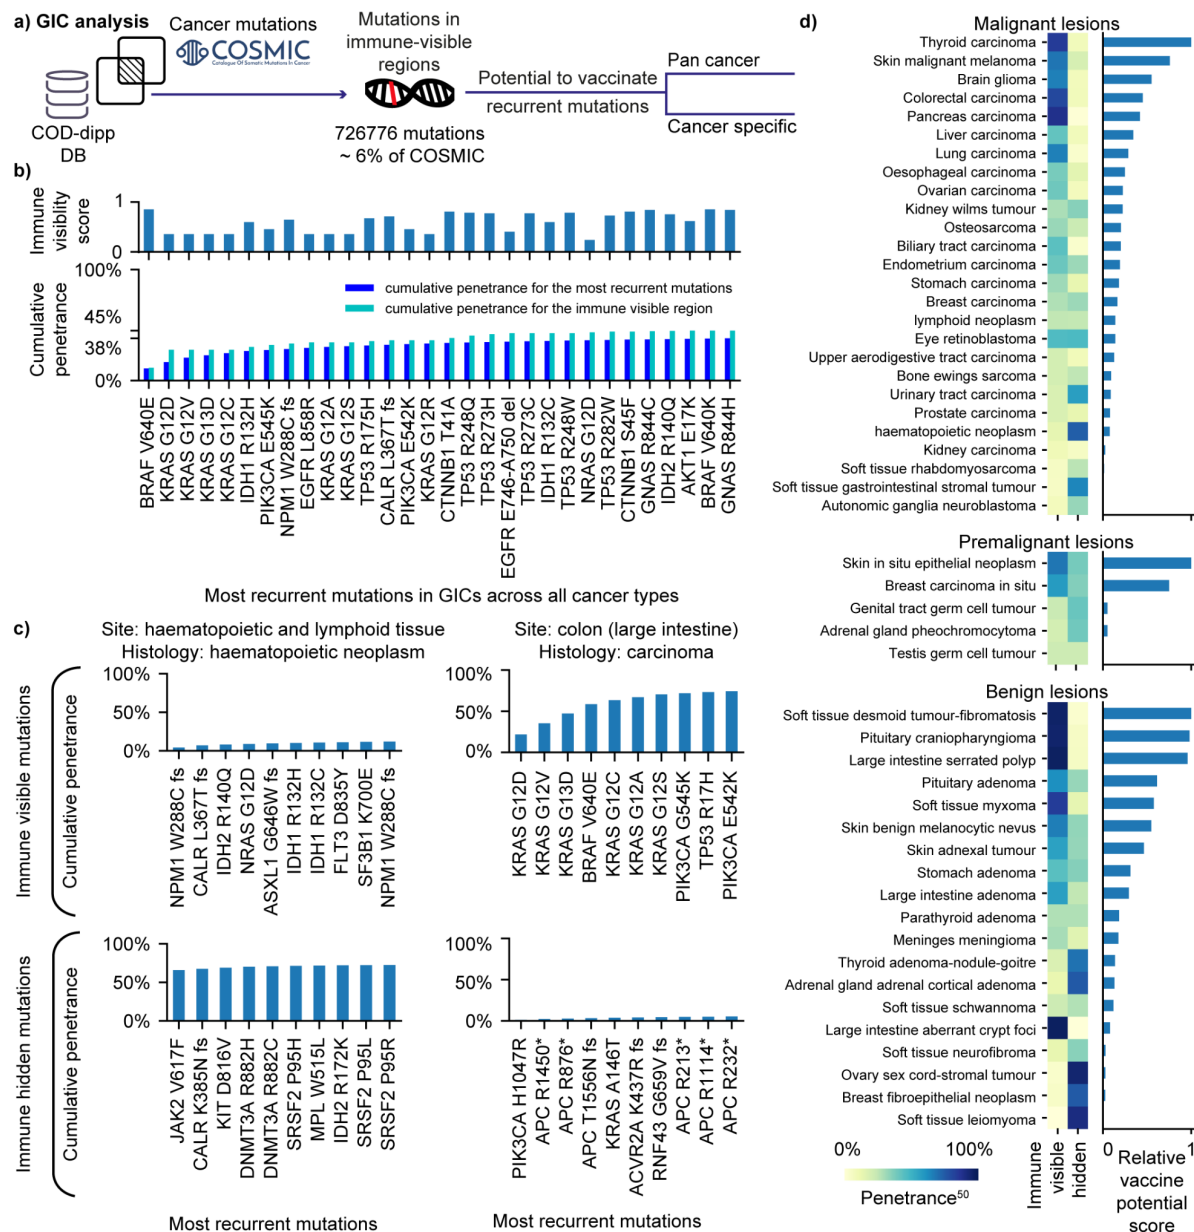 a) GIC analysis
Cancer mutations
COSMIC
Catalogue Of Somatic Mutations In Cancer
COD-dipp
DB
Mutations in
immune-visible
regions
726776 mutations
~ 6% of COSMIC
Potential to vaccinate
recurrent mutations
Pan cancer
Cancer specific
b)
Immune
visiblity
score
1
0
Cumulative
penetrance
100%
45%
38%
0%
cumulative penetrance for the most recurrent mutations
cumulative penetrance for the immune visible region
BRAF V640E
KRAS G12D
KRAS G12V
KRAS G13D
KRAS G12C
IDH1 R132H
PIK3CA E545K
NPM1 W288C fs
EGFR L858R
KRAS G12A
KRAS G12S
TP53 R175H
CALR L367T fs
PIK3CA E542K
KRAS G12R
CTNNB1 T41A
TP53 R248Q
TP53 R273H
EGFR E746-A750 del
TP53 R273C
IDH1 R132C
TP53 R248W
NRAS G12D
TP53 R282W
CTNNB1 S45F
GNAS R844C
IDH2 R140Q
AKT1 E17K
BRAF V640K
GNAS R844H
Most recurrent mutations in GICs across all cancer types
c)
Site: haematopoietic and lymphoid tissue
Histology: haematopoietic neoplasm
Immune visible mutations
Cumulative penetrance
100%
50%
0%
NPM1 W288C fs
CALR L367T fs
IDH2 R140Q
NRAS G12D
ASXL1 G646W fs
IDH1 R132H
IDH1 R132C
FLT3 D835Y
SF3B1 K700E
NPM1 W288C fs
Site: colon (large intestine)
Histology: carcinoma
100%
50%
0%
KRAS G12D
KRAS G12V
KRAS G13D
BRAF V640E
KRAS G12C
KRAS G12A
KRAS G12S
PIK3CA G545K
TP53 R17H
PIK3CA E542K
Immune hidden mutations
Cumulative penetrance
100%
50%
0%
JAK2 V617F
CALR K385N fs
KIT D816V
DNMT3A R882H
DNMT3A R882C
SRSF2 P95H
MPL W515L
IDH2 R172K
SRSF2 P95L
SRSF2 P95R
Most recurrent mutations
100%
50%
0%
PIK3CA H1047R
APC R1450*
APC R876*
APC T1556N fs
KRAS A146T
ACVR2A K437R fs
RNF43 G659V fs
APC R213*
APC R1114*
APC R232*
Most recurrent mutations
d)
Malignant lesions
Thyroid carcinoma
Skin malignant melanoma
Brain glioma
Colorectal carcinoma
Pancreas carcinoma
Liver carcinoma
Lung carcinoma
Oesophageal carcinoma
Ovarian carcinoma
Kidney wilms tumour
Osteosarcoma
Biliary tract carcinoma
Endometrium carcinoma
Stomach carcinoma
Breast carcinoma
lymphoid neoplasm
Eye retinoblastoma
Upper aerodigestive tract carcinoma
Bone ewings sarcoma
Urinary tract carcinoma
Prostate carcinoma
haematopoietic neoplasm
Kidney carcinoma
Soft tissue rhabdomyosarcoma
Soft tissue gastrointestinal stromal tumour
Autonomic ganglia neuroblastoma
Premalignant lesions
Skin in situ epithelial neoplasm
Breast carcinoma in situ
Genital tract germ cell tumour
Adrenal gland pheochromocytoma
Testis germ cell tumour
Benign lesions
Soft tissue desmoid tumour-fibromatosis
Pituitary craniopharyngioma
Large intestine serrated polyp
Pituitary adenoma
Soft tissue myxoma
Skin benign melanocytic nevus
Skin adnexal tumour
Stomach adenoma
Large intestine adenoma
Parathyroid adenoma
Meninges meningioma
Thyroid adenoma-nodule-goitre
Adrenal gland adrenal cortical adenoma
Soft tissue schwannoma
Large intestine aberrant crypt foci
Soft tissue neurofibroma
Ovary sex cord-stromal tumour
Breast fibroepithelial neoplasm
Soft tissue leiomyoma
0%
100%
Penetrance50
Immune
visible
hidden
0
1
Relative
vaccine
potential
score